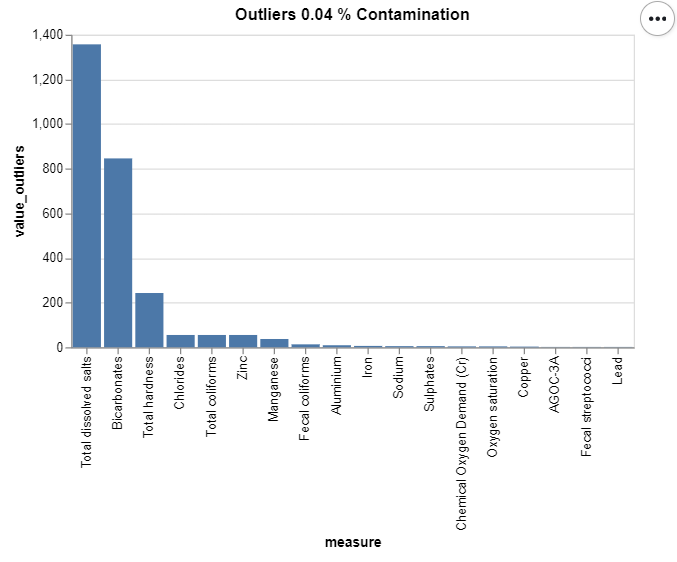 Outliers 0.04 % Contamination
1,400
1,200
1,000
800
600
400
200
0
value_outliers
Total dissolved salts
Bicarbonates
Total hardness
Chlorides
Total coliforms
Zinc
Manganese
Fecal coliforms
Aluminium
Iron
Sodium
Sulphates
Chemical Oxygen Demand (Cr)
Oxygen saturation
Copper
AGOC-3A
Fecal streptococci
Lead
measure